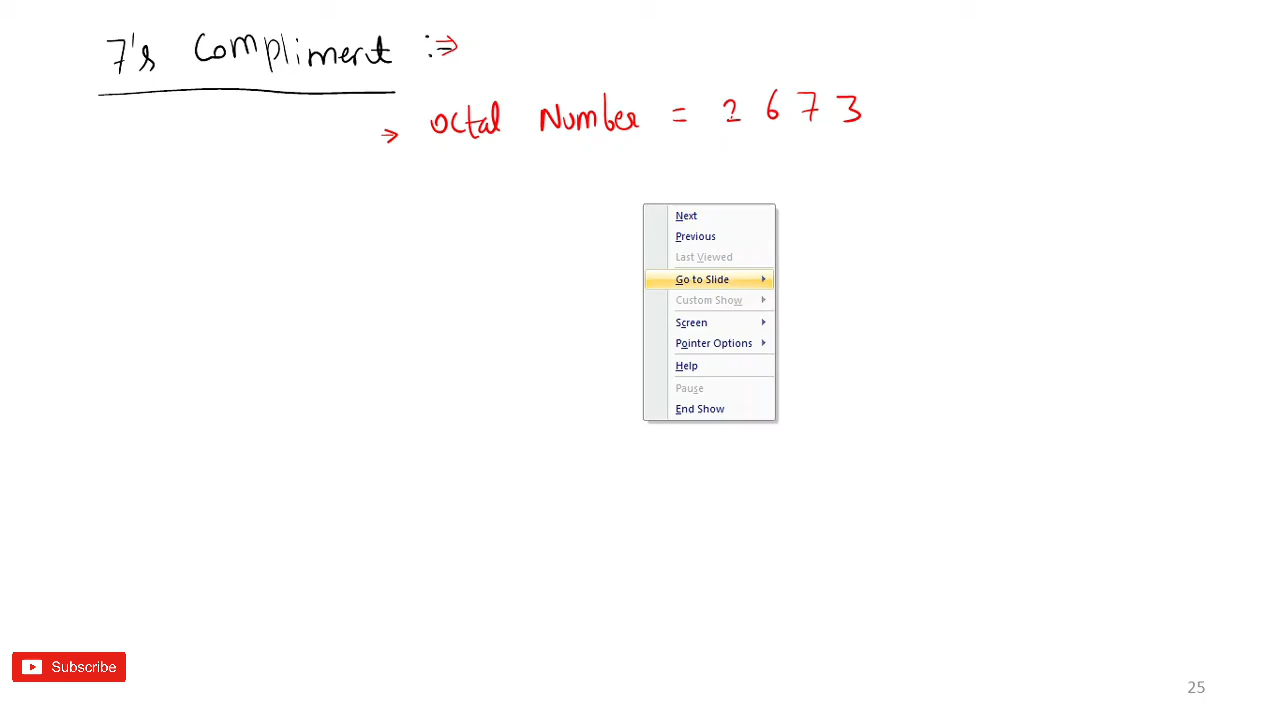 7's Compliment :⇒
⇒ Octal Number = 2 6 7 3
Next
Previous
Last Viewed
Go to Slide
Custom Show
Screen
Pointer Options
Help
Pause
End Show
Subscribe
25